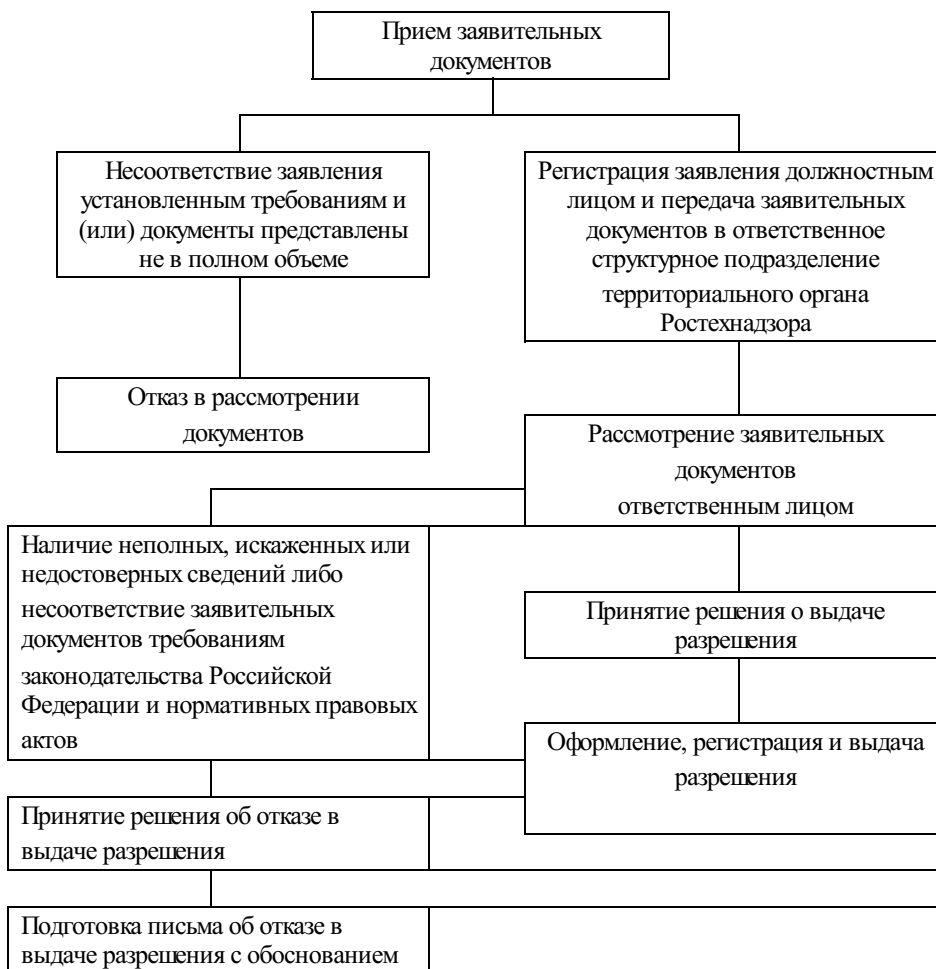 Прием заявительных
документов
Несоответствие заявления
установленным требованиям и
(или) документы представлены
не в полном объеме
Регистрация заявления должностным
лицом и передача заявительных
документов в ответственное
структурное подразделение
территориального органа
Ростехнадзора
Отказ в рассмотрении
документов
Рассмотрение заявительных
документов
ответственным лицом
Наличие неполных, искаженных или
недостоверных сведений либо
несоответствие заявительных
документов требованиям
законодательства Российской
Федерации и нормативных правовых
актов
Принятие решения о выдаче
разрешения
Оформление, регистрация и выдача
разрешения
Принятие решения об отказе в
выдаче разрешения
Подготовка письма об отказе в
выдаче разрешения с обоснованием